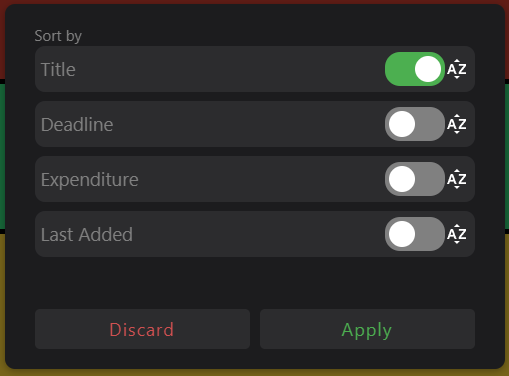 Sort by
Title AZ
Deadline AZ
Expenditure AZ
Last Added AZ
Discard Apply